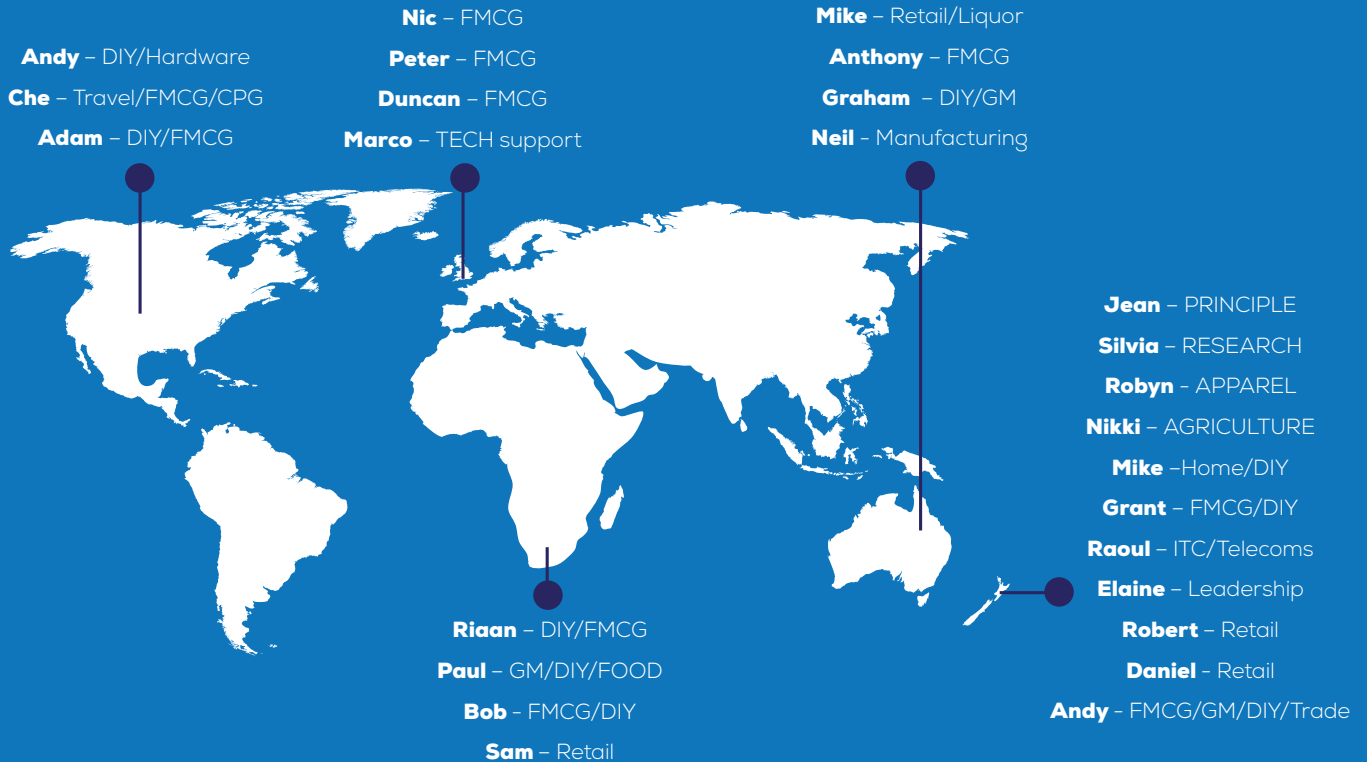 Andy – DIY/Hardware
Che – Travel/FMCG/CPG
Adam – DIY/FMCG
Nic – FMCG
Peter – FMCG
Duncan – FMCG
Marco – TECH support
Mike – Retail/Liquor
Anthony – FMCG
Graham – DIY/GM
Neil - Manufacturing
Jean – PRINCIPLE
Silvia – RESEARCH
Robyn - APPAREL
Nikki – AGRICULTURE
Mike –Home/DIY
Grant – FMCG/DIY
Raoul – ITC/Telecoms
Elaine – Leadership
Robert – Retail
Daniel - Retail
Andy - FMCG/GM/DIY/Trade
Riaan – DIY/FMCG
Paul – GM/DIY/FOOD
Bob - FMCG/DIY
Sam – Retail